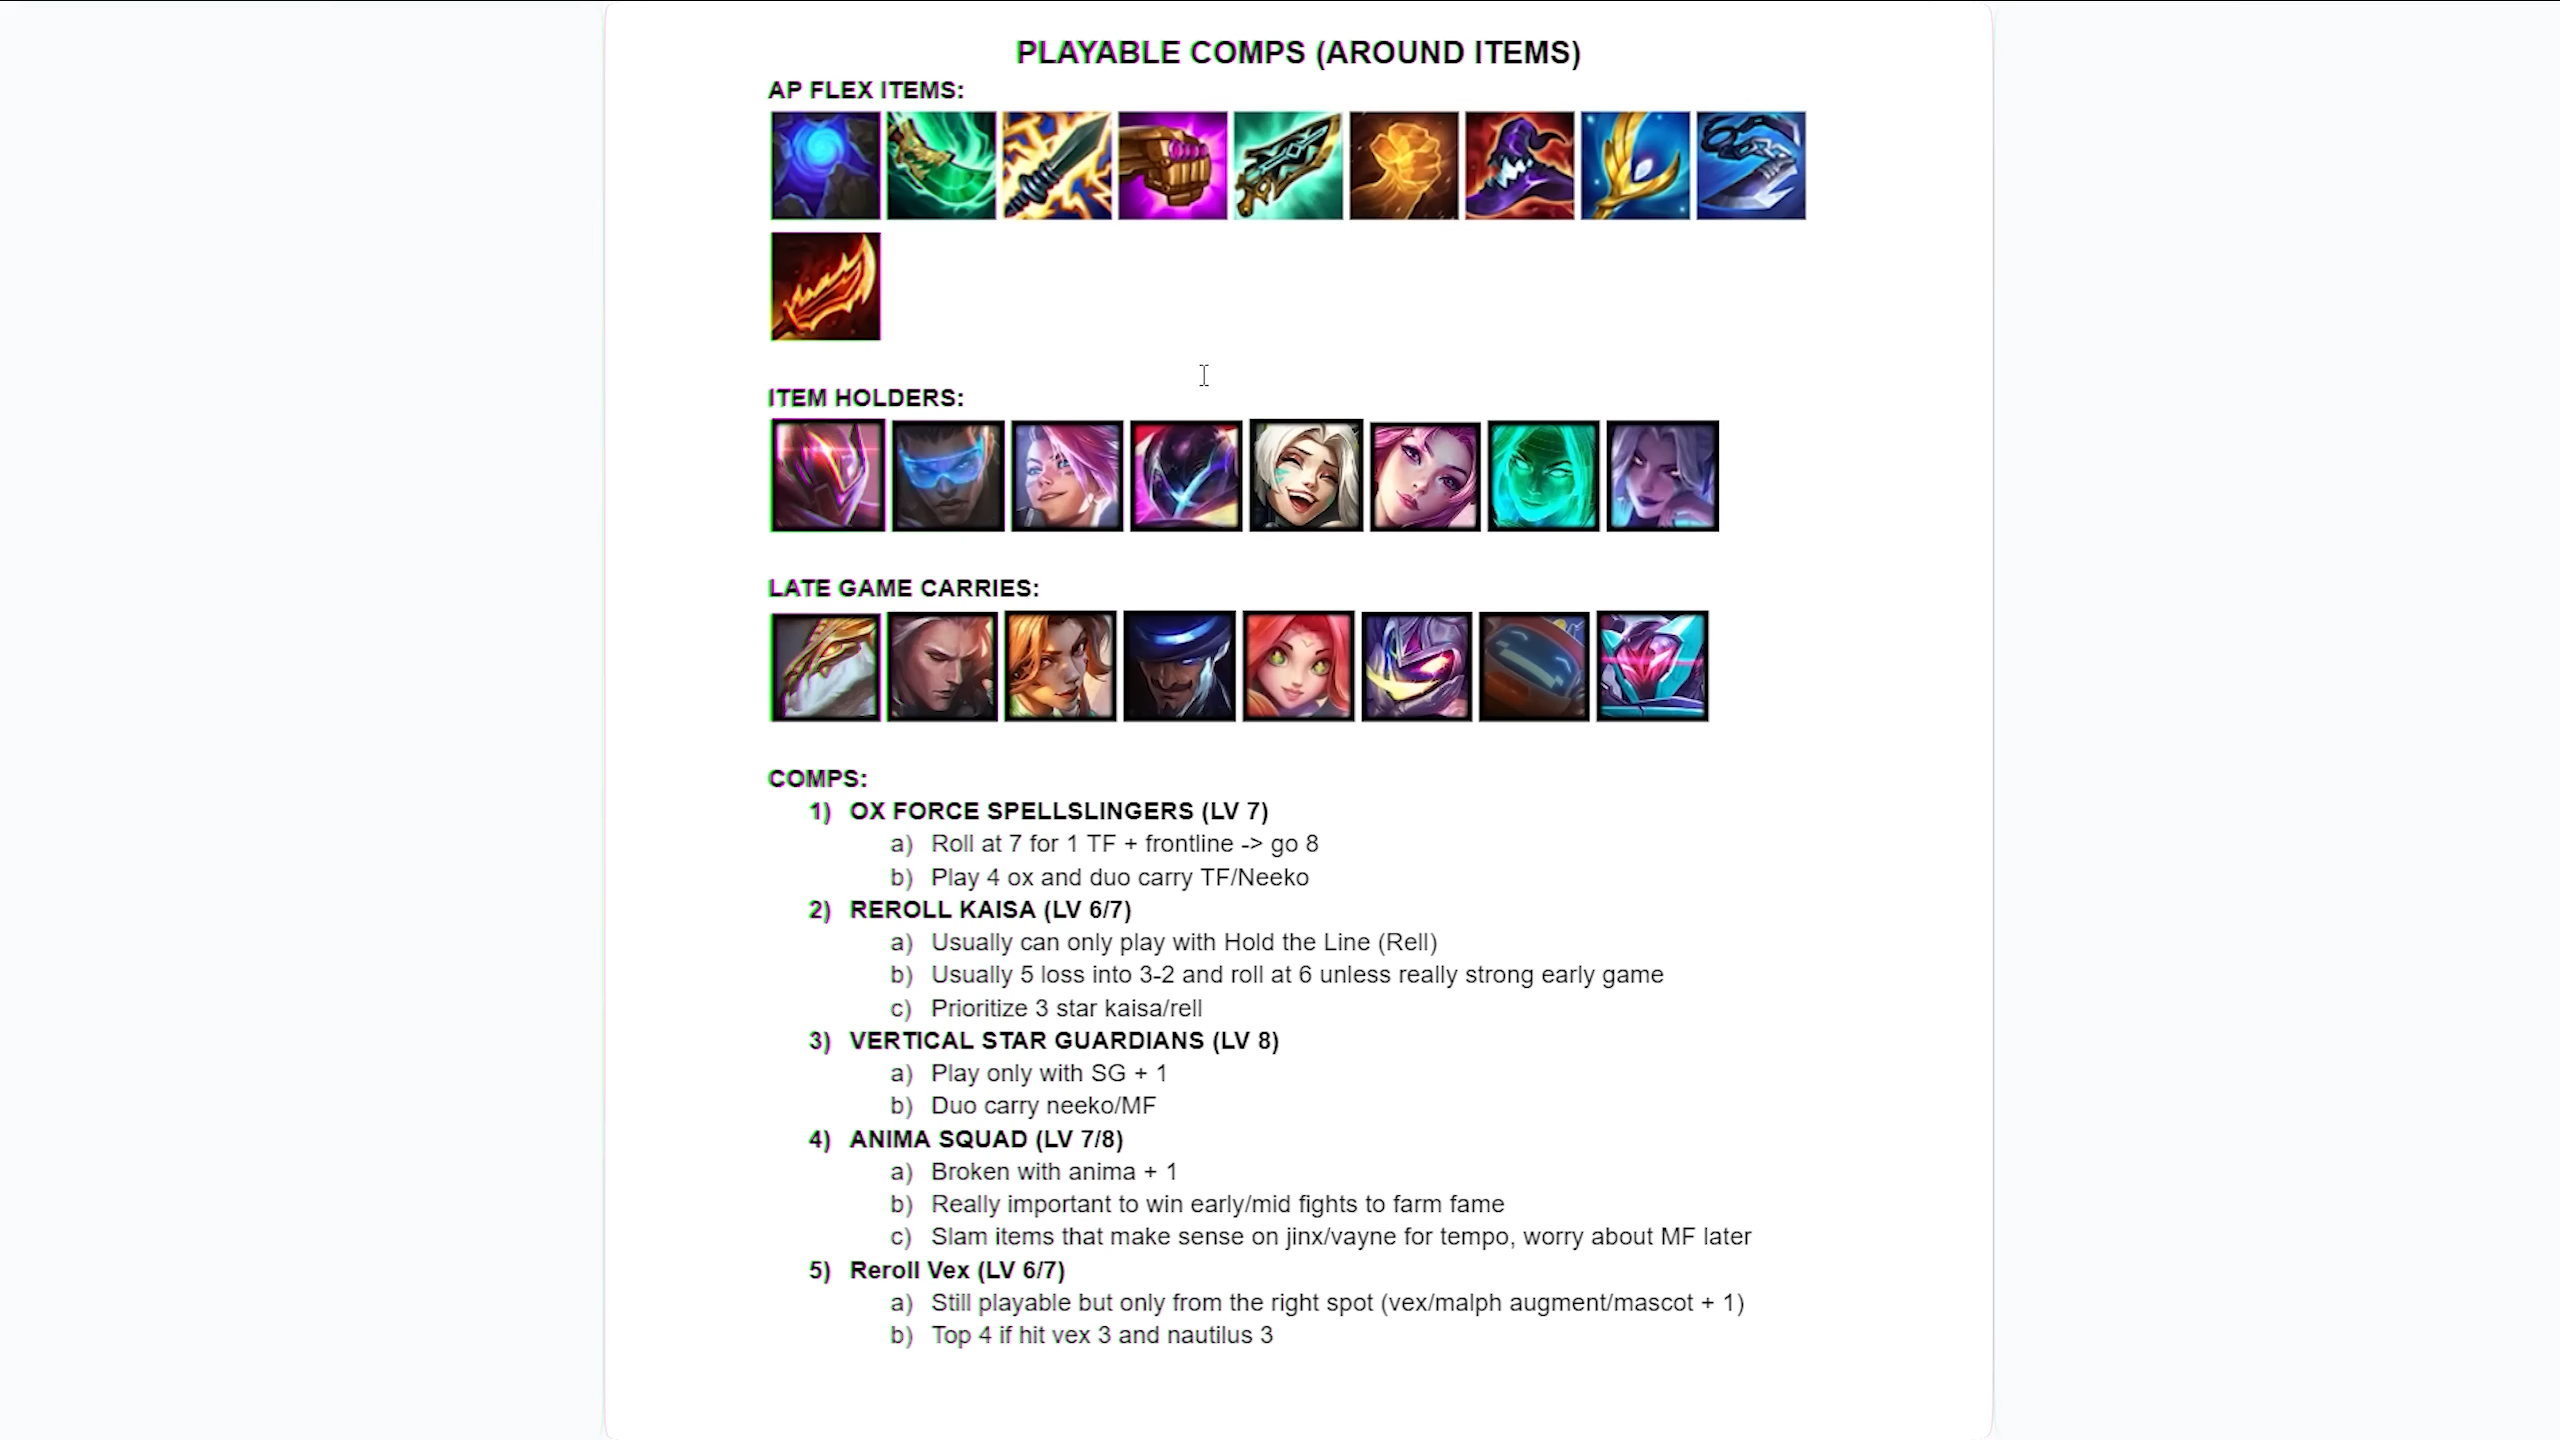 PLAYABLE COMPS (AROUND ITEMS)
AP FLEX ITEMS:
ITEM HOLDERS:
LATE GAME CARRIES:
COMPS:
1) OX FORCE SPELLSLINGERS (LV 7)
a) Roll at 7 for 1 TF + frontline -> go 8
b) Play 4 ox and duo carry TF/Neeko
2) REROLL KAISA (LV 6/7)
a) Usually can only play with Hold the Line (Rell)
b) Usually 5 loss into 3-2 and roll at 6 unless really strong early game
c) Prioritize 3 star kaisa/rell
3) VERTICAL STAR GUARDIANS (LV 8)
a) Play only with SG + 1
b) Duo carry neeko/MF
4) ANIMA SQUAD (LV 7/8)
a) Broken with anima + 1
b) Really important to win early/mid fights to farm fame
c) Slam items that make sense on jinx/vayne for tempo, worry about MF later
5) Reroll Vex (LV 6/7)
a) Still playable but only from the right spot (vex/malph augment/mascot + 1)
b) Top 4 if hit vex 3 and nautilus 3